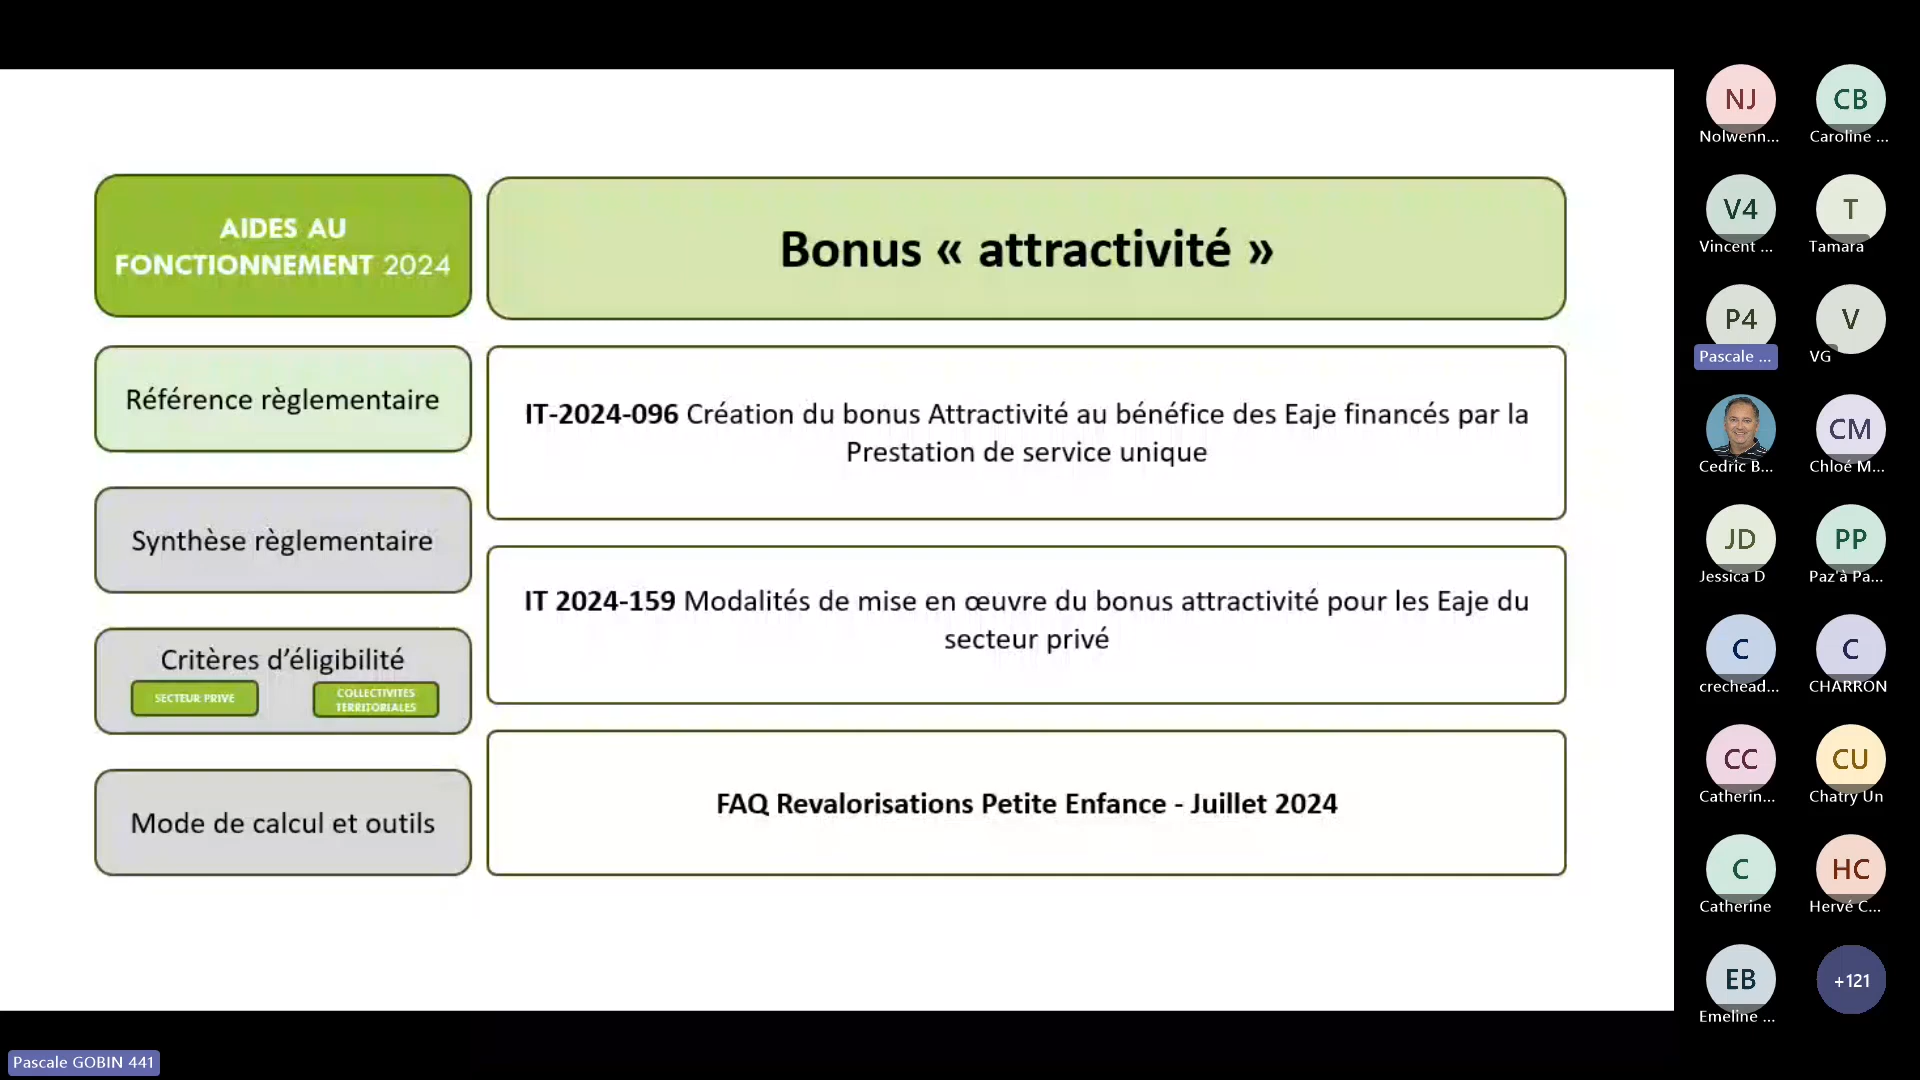 AIDES AU
FONCTIONNEMENT 2024
Bonus « attractivité »
Référence règlementaire
IT-2024-096 Création du bonus Attractivité au bénéfice des Eaje financés par la
Prestation de service unique
Synthèse règlementaire
IT 2024-159 Modalités de mise en œuvre du bonus attractivité pour les Eaje du
secteur privé
Critères d'éligibilité
SECTEUR PRIVE
COLLECTIVITES
TERRITORIALES
Mode de calcul et outils
FAQ Revalorisations Petite Enfance - Juillet 2024
NJ
Nolwenn...
CB
Caroline ...
V4
Vincent ...
T
Tamara
P4
Pascale ...
V
VG
Cedric B...
CM
Chloé M...
JD
Jessica D
PP
Paz'à Pa...
C
crechead...
C
CHARRON
CC
Catherin...
CU
Chatry Un
C
Catherine
HC
Hervé C...
EB
Emeline ...
+121
Pascale GOBIN 441